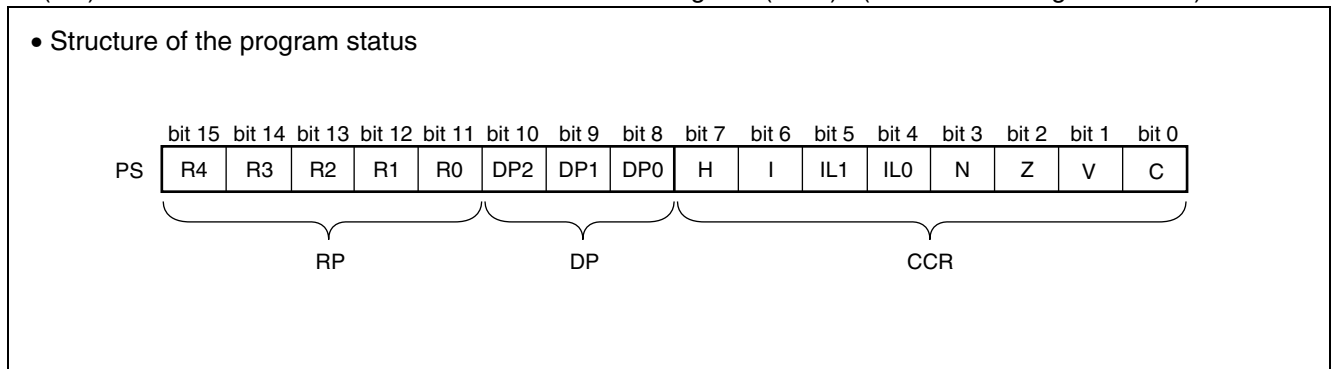 • Structure of the program status
bit 15 bit 14 bit 13 bit 12 bit 11 bit 10 bit 9 bit 8 bit 7 bit 6 bit 5 bit 4 bit 3 bit 2 bit 1 bit 0
PS R4 R3 R2 R1 R0 DP2 DP1 DP0 H I IL1 IL0 N Z V C
RP DP CCR